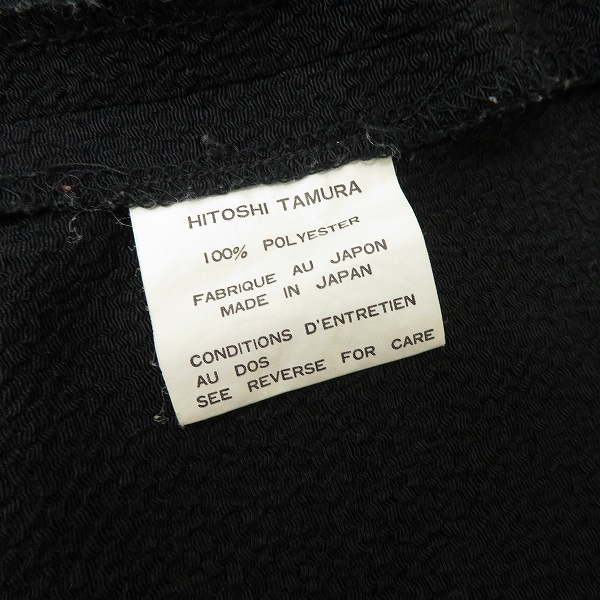 HITOSHI TAMURA
100% POLYESTER
FABRIQUE AU JAPON
MADE IN JAPAN
CONDITIONS D'ENTRETIEN
AU DOS
SEE REVERSE FOR CARE